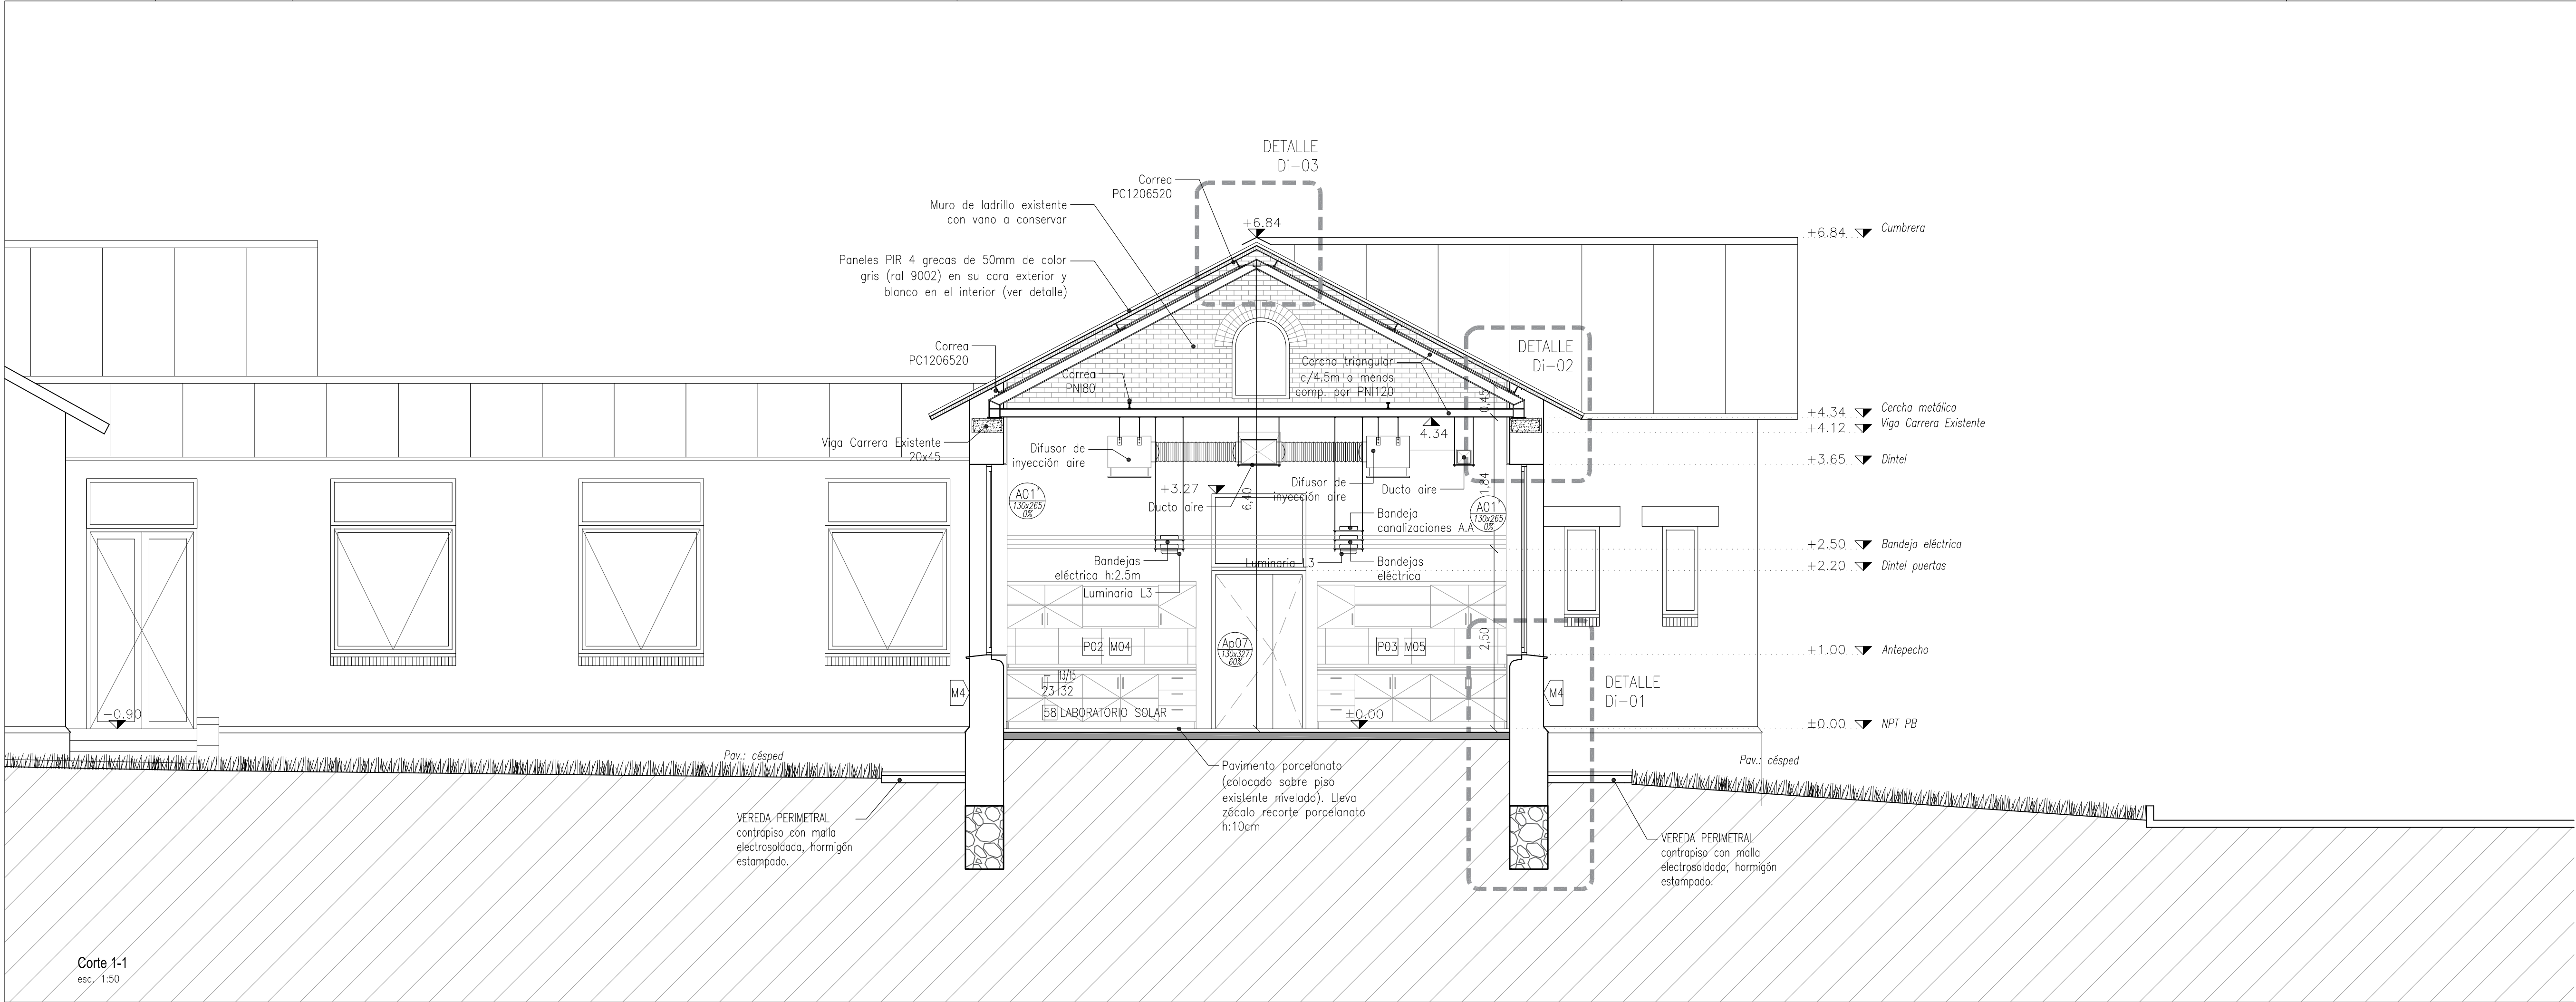 DETALLE
Di-03
Correa
PC1206520
Muro de ladrillo existente
con vano a conservar
+6.84
+6.84 Cumbrera
Paneles PIR 4 grecas de 50mm de color
gris (ral 9002) en su cara exterior y
blanco en el interior (ver detalle)
Correa
PC1206520
Correa
PNI80
Cercha triangular
c/4.5m o menos
comp. por PNI120
DETALLE
Di-02
0,45
+4.34 Cercha metálica
+4.12 Viga Carrera Existente
4.34
Viga Carrera Existente
20x45
Difusor de
inyección aire
+3.65 Dintel
Difusor de
inyección aire
Ducto aire
1,84
+3.27
Ducto aire
6,40
A01'
130x265
0%
A01'
130x265
0%
Bandeja
canalizaciones A.A
+2.50 Bandeja eléctrica
Bandejas
eléctrica h:2.5m
Luminaria L3
Luminaria L3
Bandejas
eléctrica
+2.20 Dintel puertas
P02 M04
Ap07
130x327
60%
P03 M05
2,50
+1.00 Antepecho
13/15
23 32
58 LABORATORIO SOLAR
M4
M4
DETALLE
Di-01
-0.90
±0.00
±0.00 NPT PB
Pav.: césped
Pav.: césped
Pavimento porcelanato
(colocado sobre piso
existente nivelado). Lleva
zócalo recorte porcelanato
h:10cm
VEREDA PERIMETRAL
contrapiso con malla
electrosoldada, hormigón
estampado.
VEREDA PERIMETRAL
contrapiso con malla
electrosoldada, hormigón
estampado.
Corte 1-1
esc. 1:50